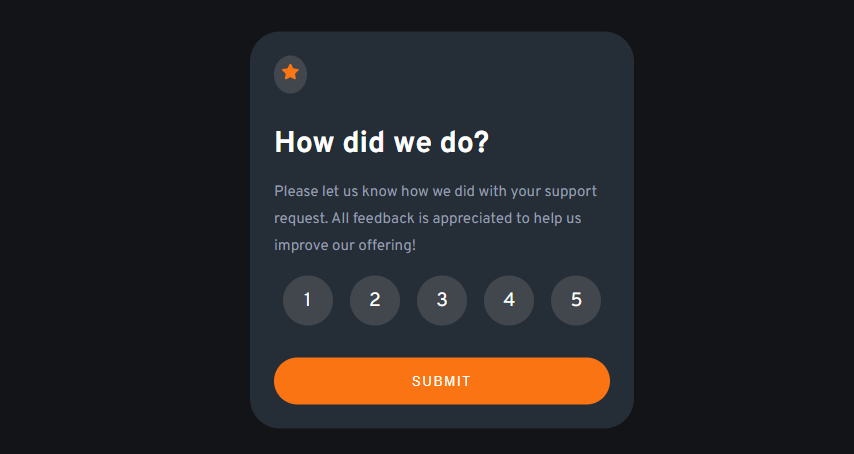 How did we do?
Please let us know how we did with your support
request. All feedback is appreciated to help us
improve our offering!
1 2 3 4 5
SUBMIT